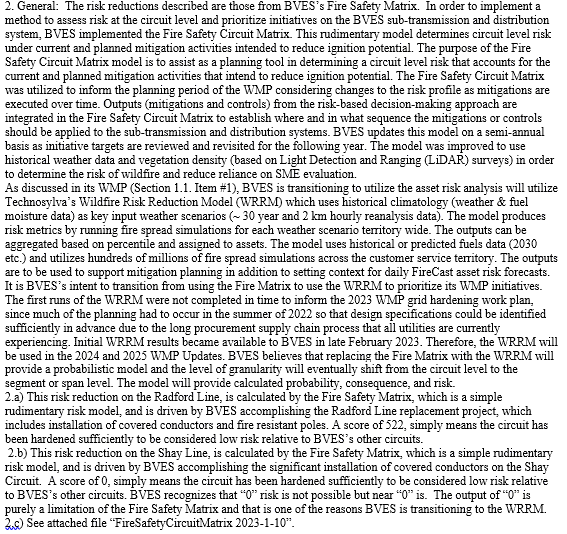 2. General:  The risk reductions described are those from BVES's Fire Safety Matrix.  In order to implement a
method to assess risk at the circuit level and prioritize initiatives on the BVES sub-transmission and distribution
system, BVES implemented the Fire Safety Circuit Matrix. This rudimentary model determines circuit level risk
under current and planned mitigation activities intended to reduce ignition potential. The purpose of the Fire
Safety Circuit Matrix model is to assist as a planning tool in determining a circuit level risk that accounts for the
current and planned mitigation activities that intend to reduce ignition potential. The Fire Safety Circuit Matrix
was utilized to inform the planning period of the WMP considering changes to the risk profile as mitigations are
executed over time. Outputs (mitigations and controls) from the risk-based decision-making approach are
integrated in the Fire Safety Circuit Matrix to establish where and in what sequence the mitigations or controls
should be applied to the sub-transmission and distribution systems. BVES updates this model on a semi-annual
basis as initiative targets are reviewed and revisited for the following year. The model was improved to use
historical weather data and vegetation density (based on Light Detection and Ranging (LiDAR) surveys) in order
to determine the risk of wildfire and reduce reliance on SME evaluation.
As discussed in its WMP (Section 1.1. Item #1), BVES is transitioning to utilize the asset risk analysis will utilize
Technosylva's Wildfire Risk Reduction Model (WRRM) which uses historical climatology (weather & fuel
moisture data) as key input weather scenarios (~ 30 year and 2 km hourly reanalysis data). The model produces
risk metrics by running fire spread simulations for each weather scenario territory wide. The outputs can be
aggregated based on percentile and assigned to assets. The model uses historical or predicted fuels data (2030
etc.) and utilizes hundreds of millions of fire spread simulations across the customer service territory. The outputs
are to be used to support mitigation planning in addition to setting context for daily FireCast asset risk forecasts.
It is BVES's intent to transition from using the Fire Matrix to use the WRRM to prioritize its WMP initiatives.
The first runs of the WRRM were not completed in time to inform the 2023 WMP grid hardening work plan,
since much of the planning had to occur in the summer of 2022 so that design specifications could be identified
sufficiently in advance due to the long procurement supply chain process that all utilities are currently
experiencing. Initial WRRM results became available to BVES in late February 2023. Therefore, the WRRM will
be used in the 2024 and 2025 WMP Updates. BVES believes that replacing the Fire Matrix with the WRRM will
provide a probabilistic model and the level of granularity will eventually shift from the circuit level to the
segment or span level. The model will provide calculated probability, consequence, and risk.
2.a) This risk reduction on the Radford Line, is calculated by the Fire Safety Matrix, which is a simple
rudimentary risk model, and is driven by BVES accomplishing the Radford Line replacement project, which
includes installation of covered conductors and fire resistant poles. A score of 522, simply means the circuit has
been hardened sufficiently to be considered low risk relative to BVES's other circuits.
2.b) This risk reduction on the Shay Line, is calculated by the Fire Safety Matrix, which is a simple rudimentary
risk model, and is driven by BVES accomplishing the significant installation of covered conductors on the Shay
Circuit.  A score of 0, simply means the circuit has been hardened sufficiently to be considered low risk relative
to BVES's other circuits. BVES recognizes that "0" risk is not possible but near "0" is.  The output of "0" is
purely a limitation of the Fire Safety Matrix and that is one of the reasons BVES is transitioning to the WRRM.
2.c) See attached file "FireSafetyCircuitMatrix 2023-1-10".